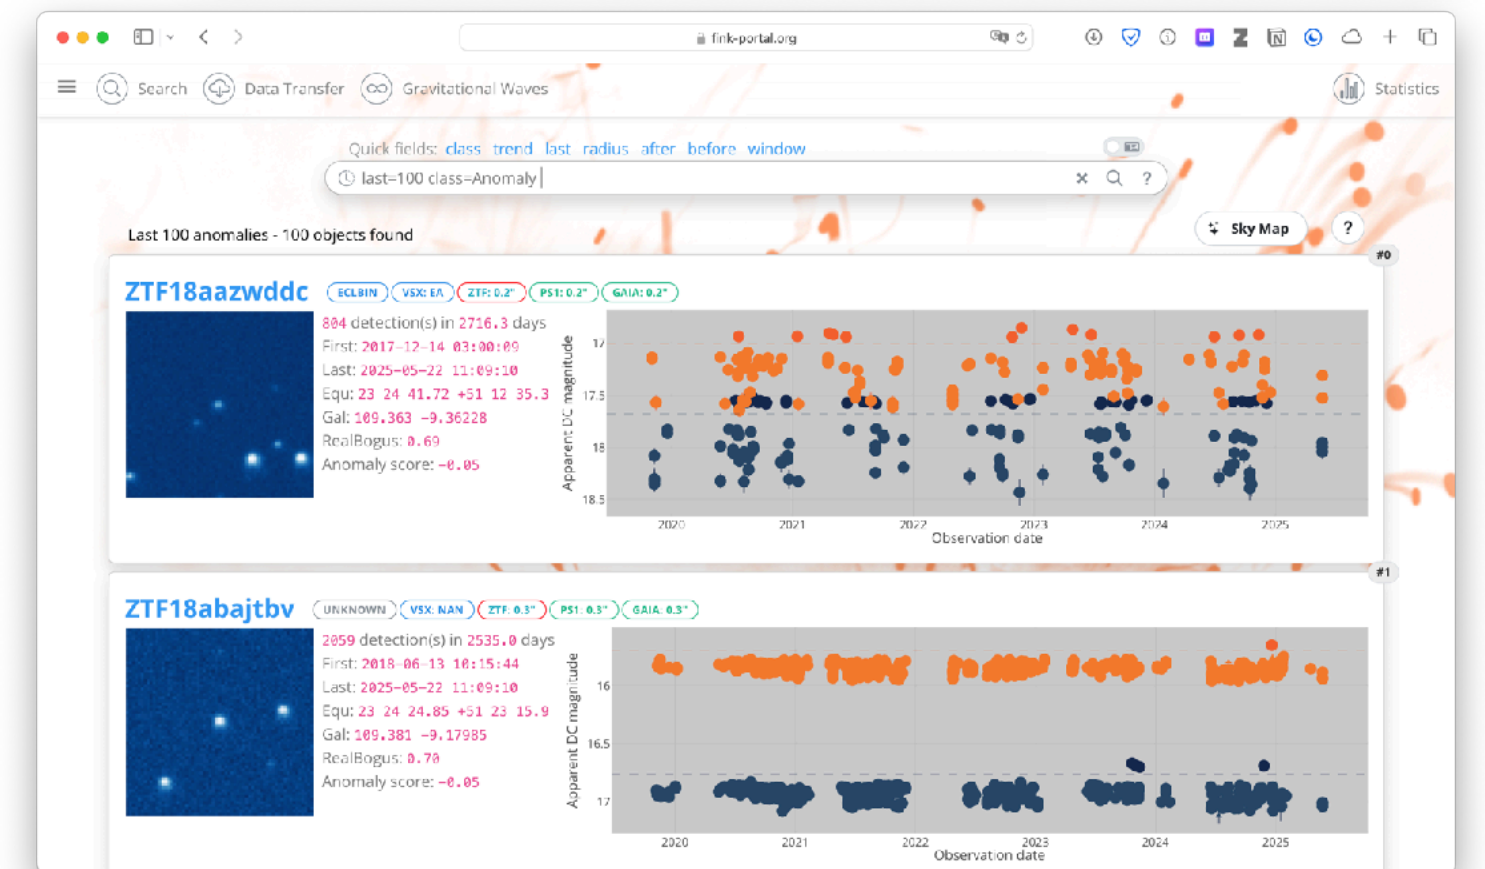 fink-portal.org
Search Data Transfer Gravitational Waves Statistics
Quick fields: class trend last radius after before window
last=100 class=Anomaly
?
Last 100 anomalies - 100 objects found
Sky Map ?
#0
ZTF18aazwddc ECLBIN VSX: EA ZTF: 0.2" PS1: 0.2" GAIA: 0.2"
804 detection(s) in 2716.3 days
First: 2017-12-14 03:00:09
Last: 2025-05-22 11:09:10
Equ: 23 24 41.72 +51 12 35.3
Gal: 109.363 -9.36228
RealBogus: 0.69
Anomaly score: -0.05
Apparent DC magnitude
17
17.5
18
18.5
2020 2021 2022 2023 2024 2025
Observation date
#1
ZTF18abajtbv UNKNOWN VSX: NAN ZTF: 0.3" PS1: 0.3" GAIA: 0.3"
2059 detection(s) in 2535.0 days
First: 2018-06-13 10:15:44
Last: 2025-05-22 11:09:10
Equ: 23 24 24.85 +51 23 15.9
Gal: 109.381 -9.17985
RealBogus: 0.70
Anomaly score: -0.05
Apparent DC magnitude
16
16.5
17
2020 2021 2022 2023 2024 2025
Observation date